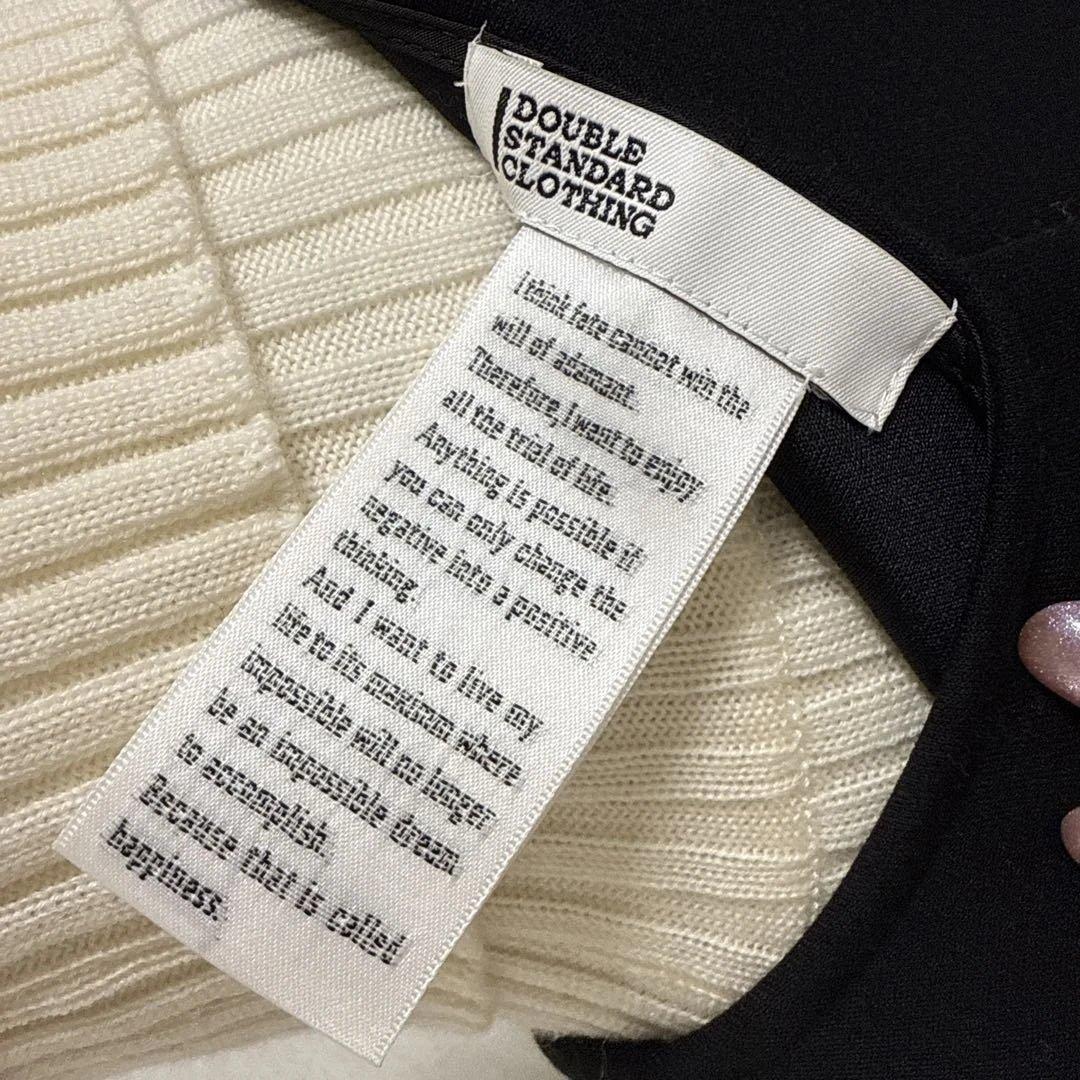 DOUBLE
STANDARD
CLOTHING
I think fate cannot win the
will of adamant.
Therefore, I want to enjoy
all the trial of life.
Anything is possible if
you can only change the
negative into a positive
thinking.
And I want to live my
life to its maximum where
impossible will no longer
be an impossible dream
to accomplish.
Because that is called
happiness.